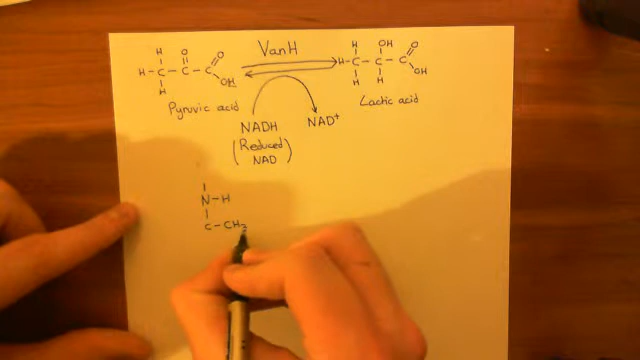 VanH
H O O
H-C-C-C
H OH
Pyruvic acid
H OH O
H-C-C-C
H H OH
Lactic acid
NADH
(Reduced
NAD)
NAD+
N-H
C-CH3